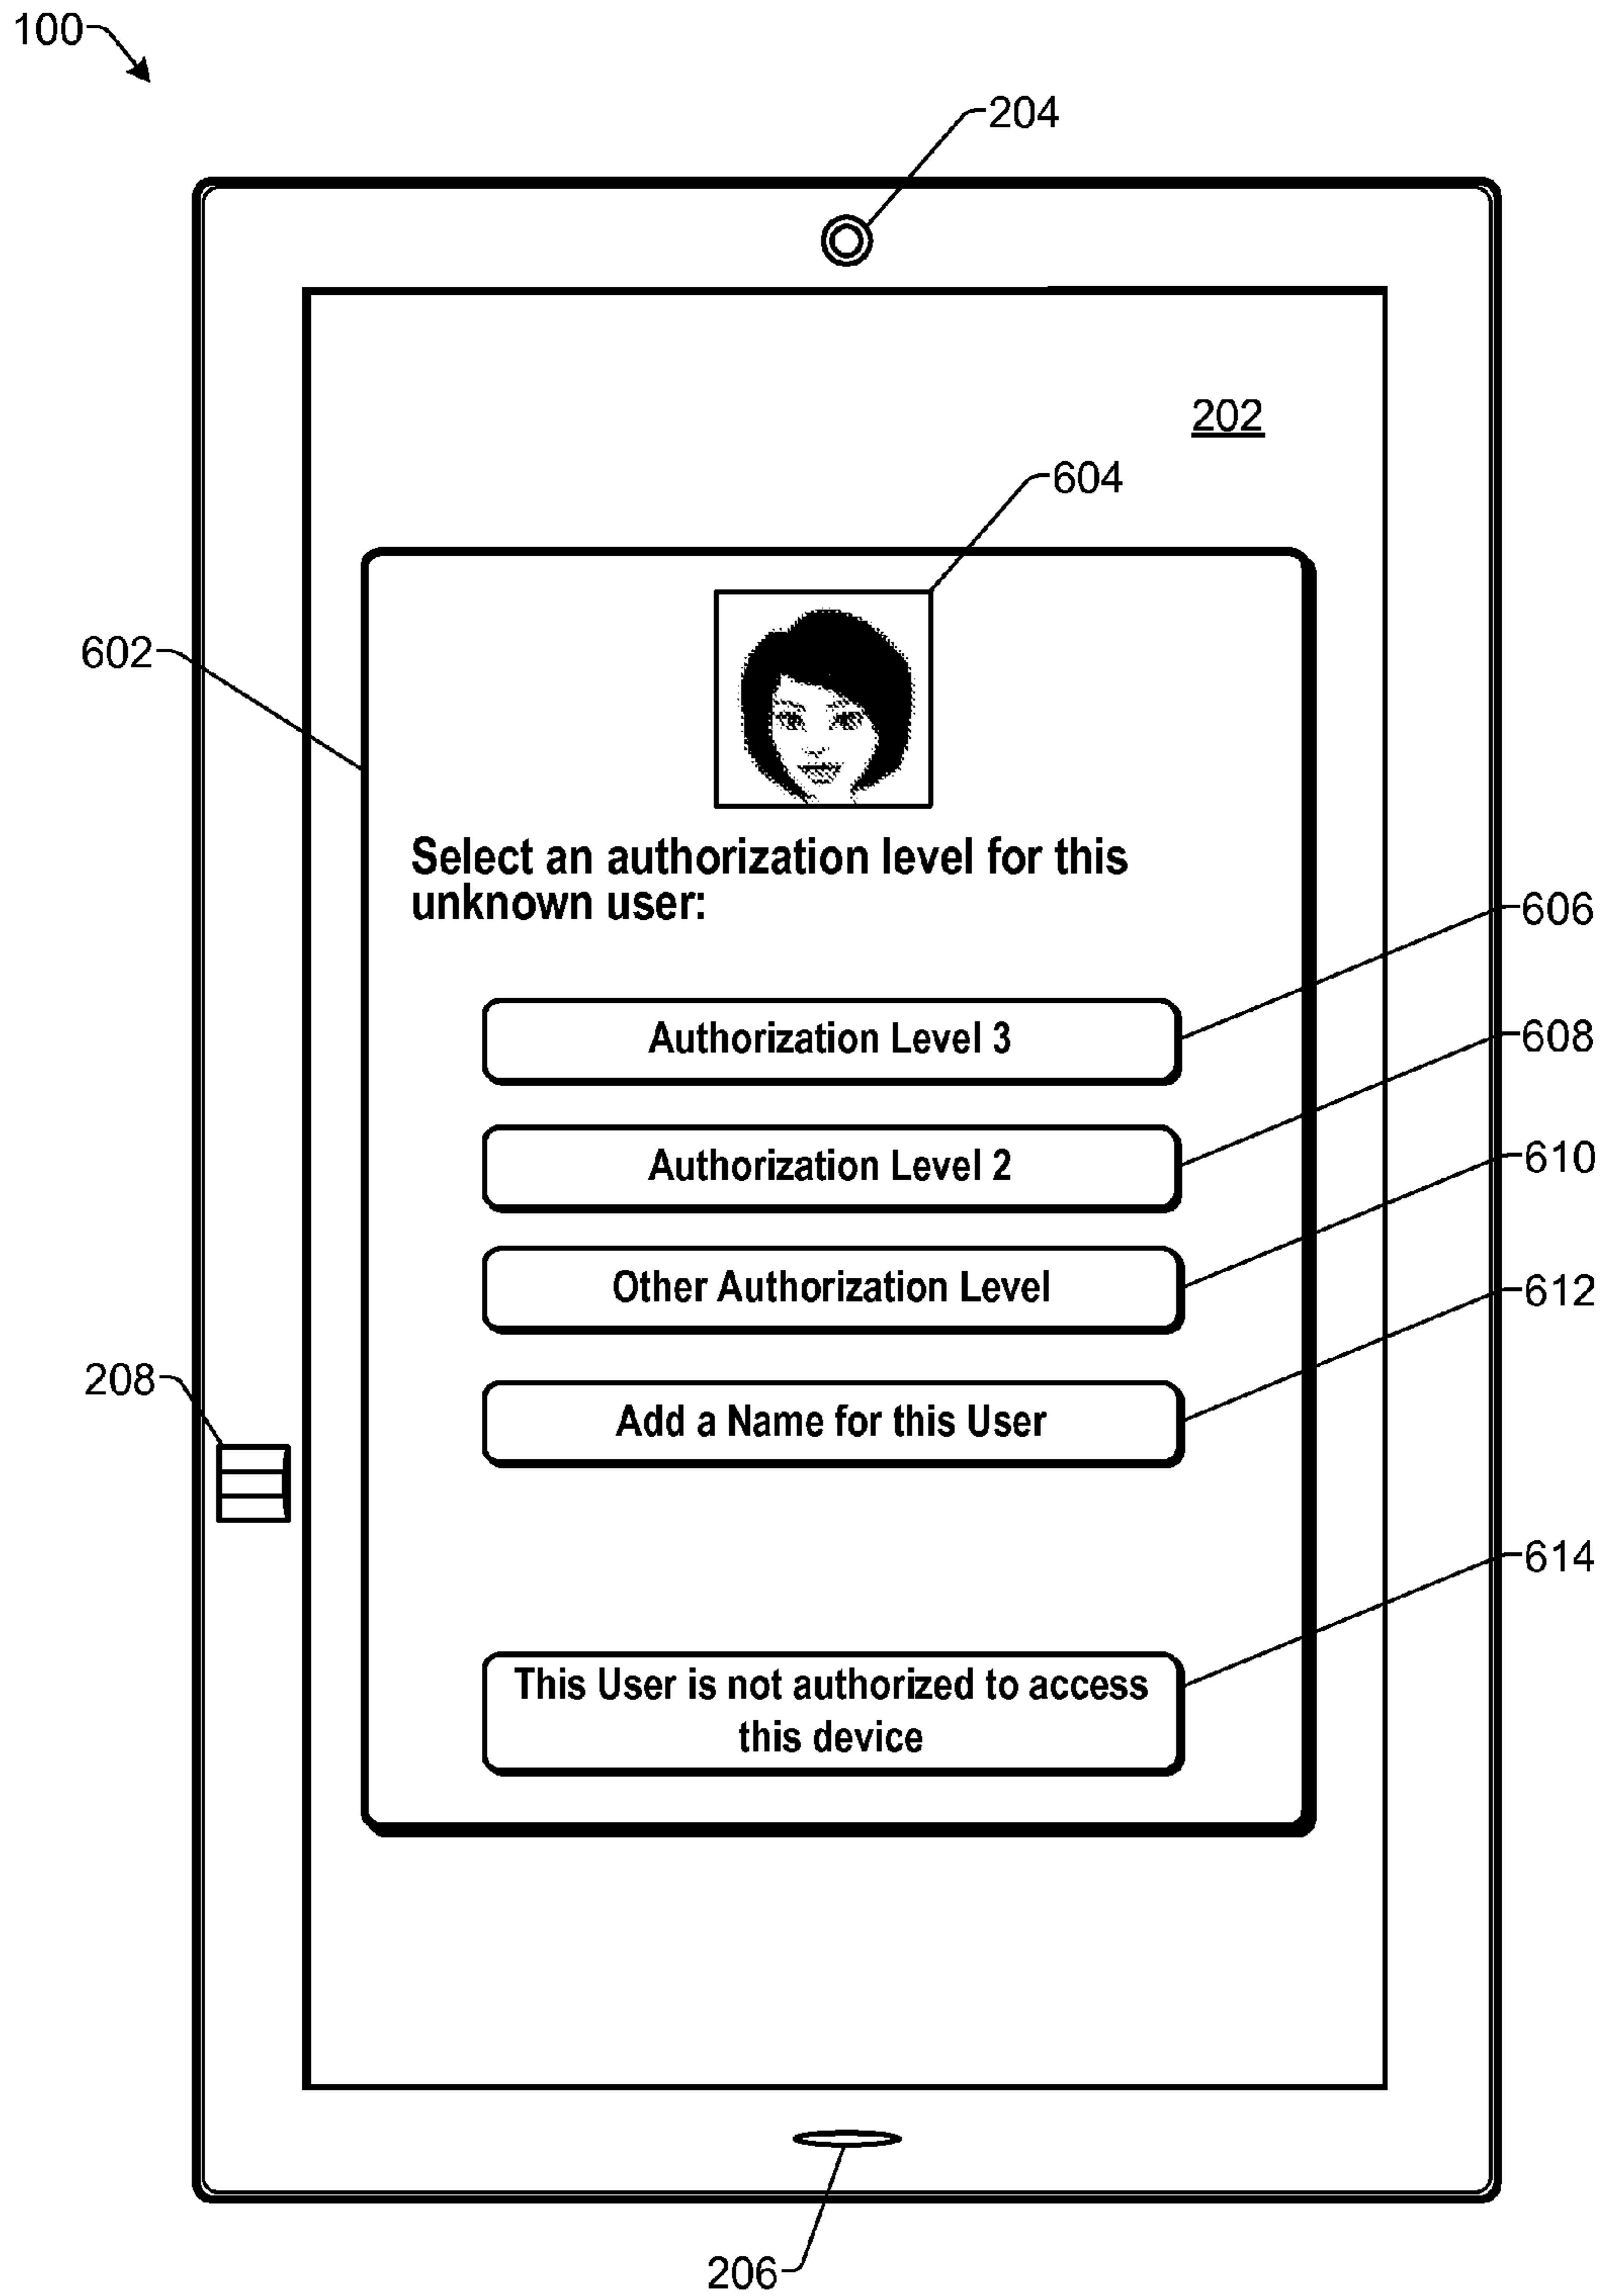 100
204
202
604
602
Select an authorization level for this
unknown user:
606
Authorization Level 3
608
Authorization Level 2
610
Other Authorization Level
612
208
Add a Name for this User
614
This User is not authorized to access
this device
206